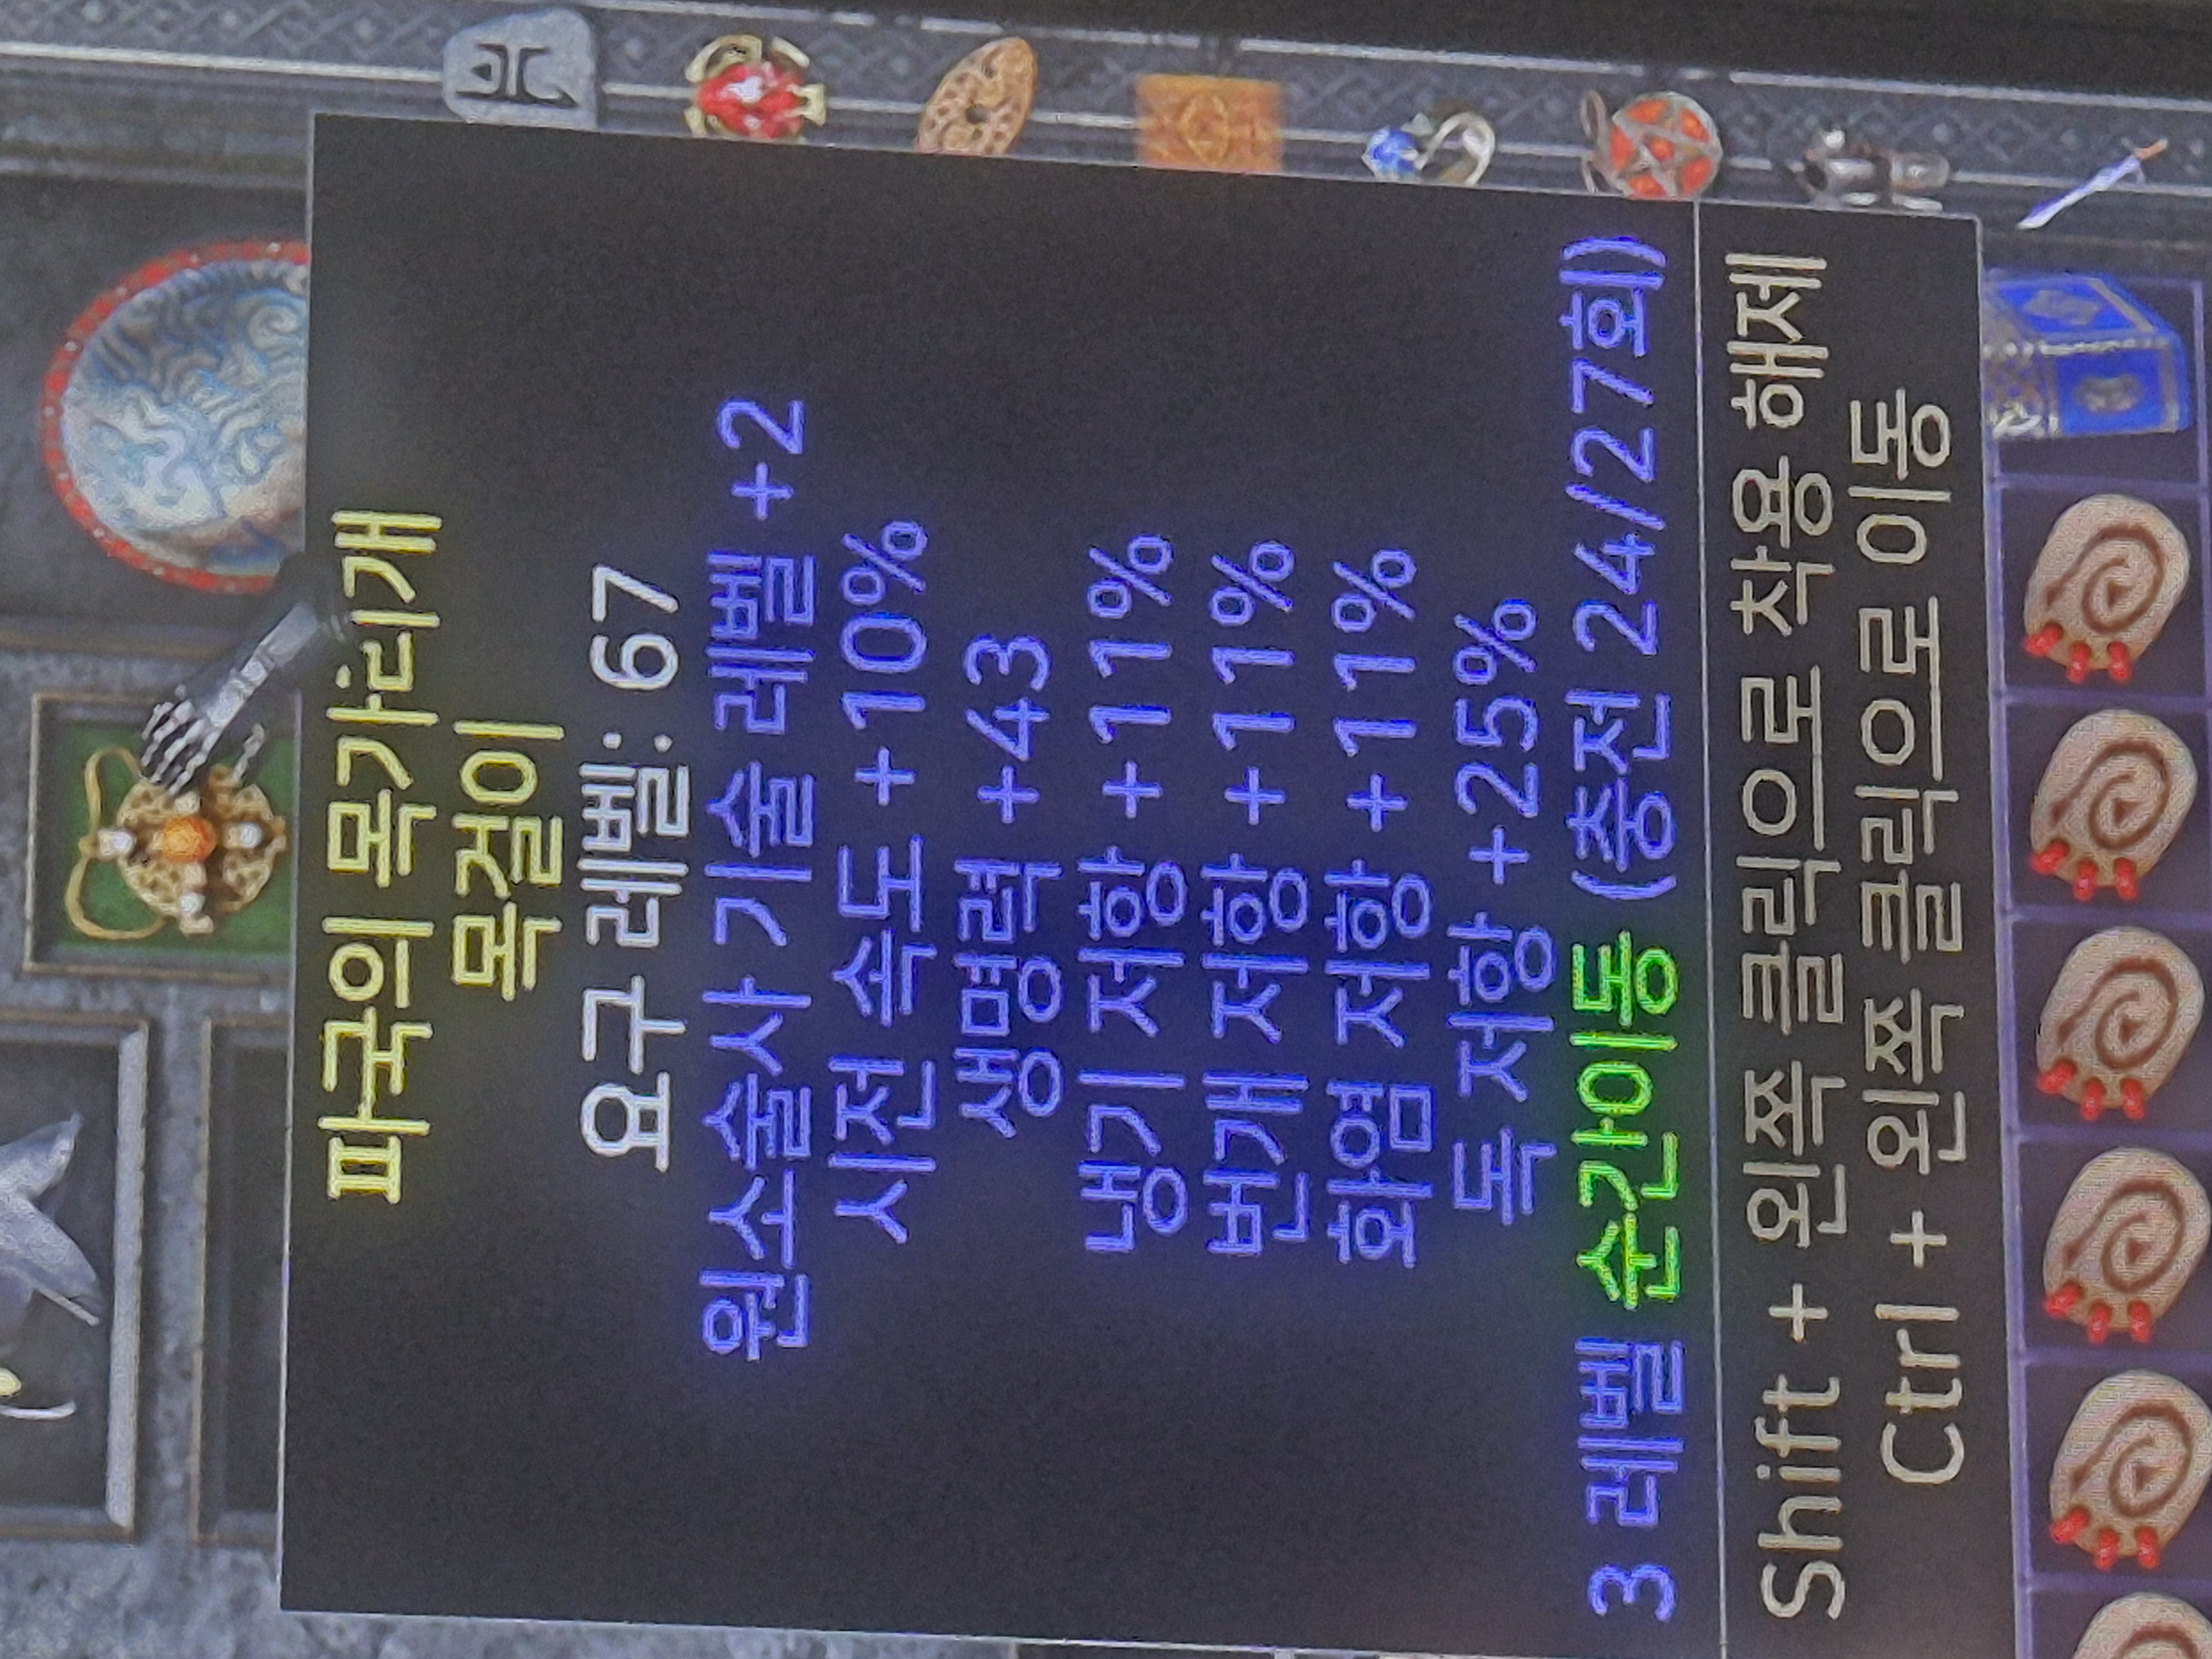 파국의 목가리개
목걸이
요구 레벨: 67
원소술사 기술 레벨 +2
시전 속도 +10%
생명력 +43
냉기 저항 +11%
번개 저항 +11%
화염 저항 +11%
독 저항 +25%
3 레벨 순간이동 (충전 24/27회)
Shift + 왼쪽 클릭으로 착용 해제
Ctrl + 왼쪽 클릭으로 이동